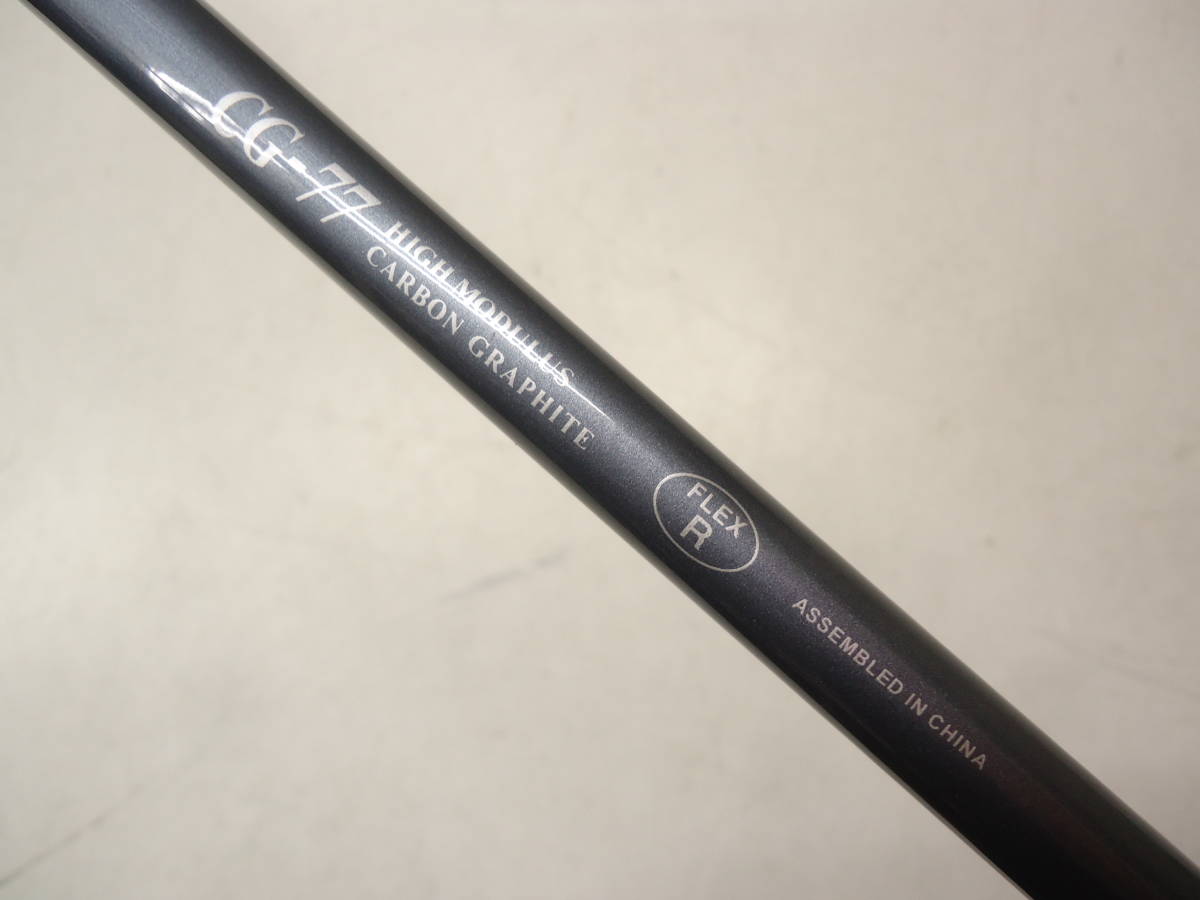 CG-77
HIGH MODULUS
CARBON GRAPHITE
FLEX
R
ASSEMBLED IN CHINA